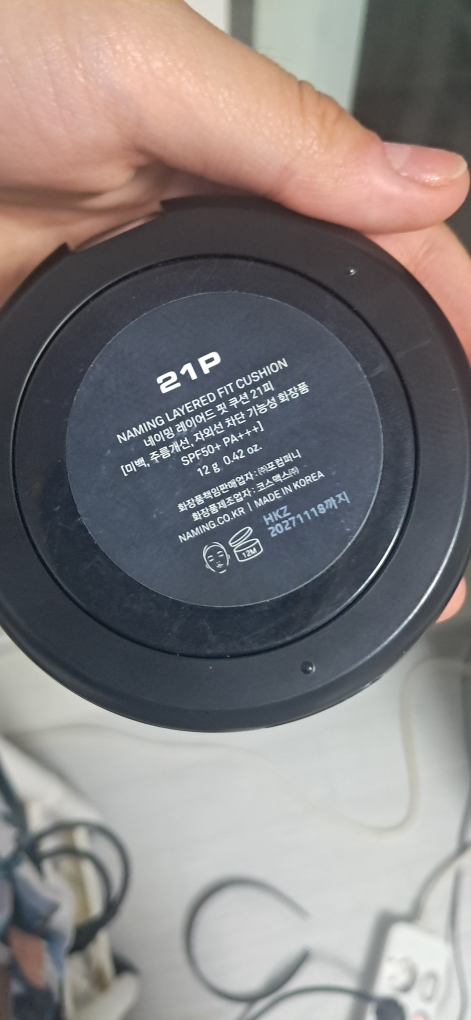 21P
NAMING LAYERED FIT CUSHION
네이밍 레이어드 핏 쿠션 21피
[미백, 주름개선, 자외선 차단 기능성 화장품
SPF50+ PA+++]
12 g 0.42 oz.
화장품책임판매업자 : ㈜포컴퍼니
화장품제조업자 : 코스맥스㈜
NAMING.CO.KR | MADE IN KOREA
HKZ
20271118까지
12M